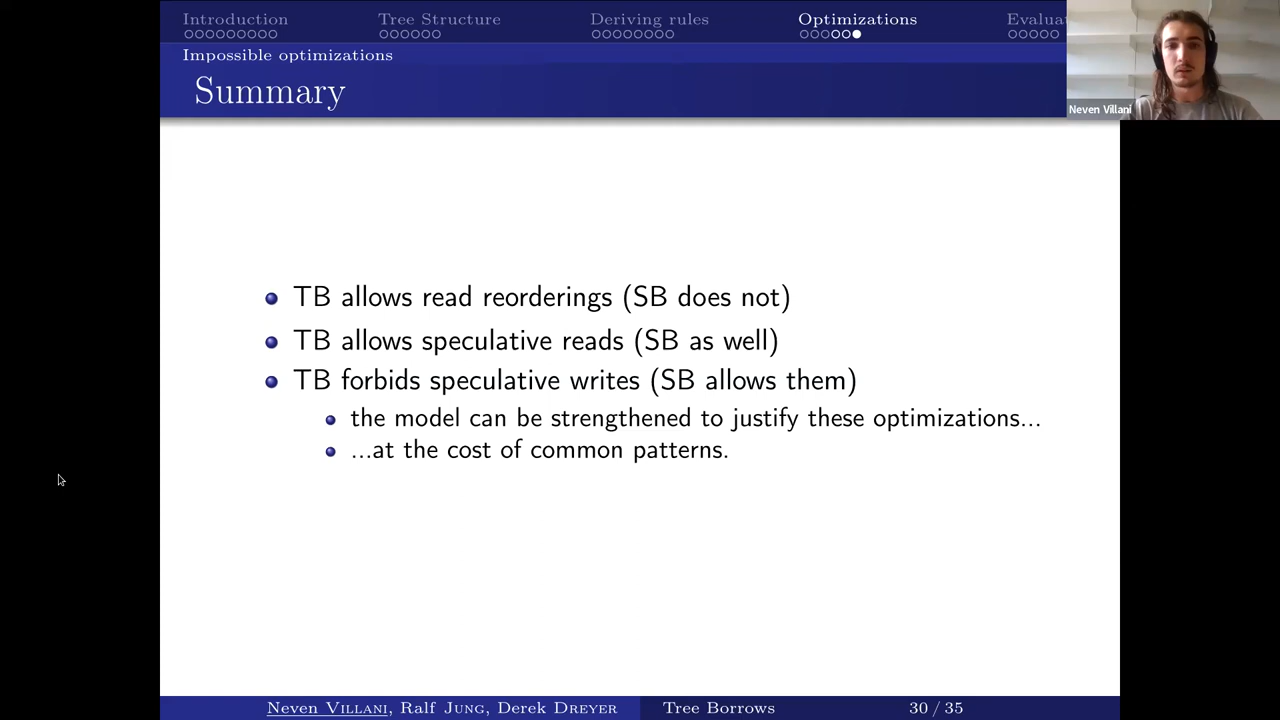 Introduction Tree Structure Deriving rules Optimizations Evalua
Impossible optimizations
Summary
Neven Villani
TB allows read reorderings (SB does not)
TB allows speculative reads (SB as well)
TB forbids speculative writes (SB allows them)
the model can be strengthened to justify these optimizations...
...at the cost of common patterns.
Neven Villani, Ralf Jung, Derek Dreyer Tree Borrows 30 / 35